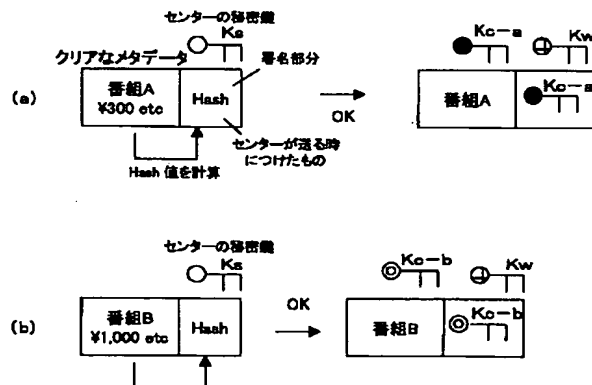 センターの秘密鍵
Ks
クリアなメタデータ
署名部分
Kc-a
Kw
(a)
番組A
¥300 etc
Hash
OK
番組A
Kc-a
Hash 値を計算
センターが送る時
につけたもの
センターの秘密鍵
Ks
Kc-b
Kw
(b)
番組B
¥1,000 etc
Hash
OK
番組B
Kc-b